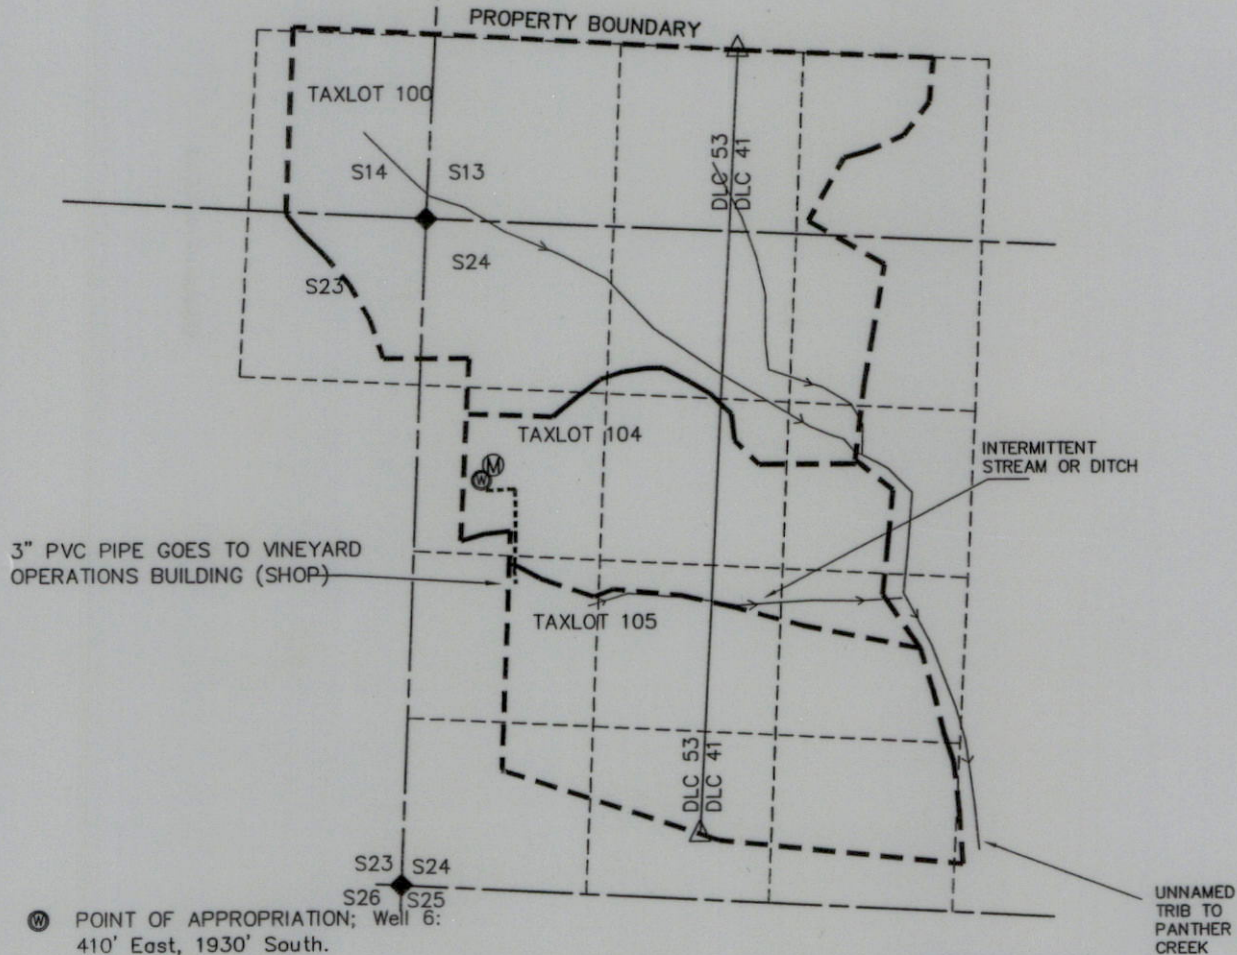 PROPERTY BOUNDARY
TAXLOT 100
DLC 53
DLC 41
S14
S13
S24
S23
TAXLOT 104
INTERMITTENT
STREAM OR DITCH
M
W
3" PVC PIPE GOES TO VINEYARD
OPERATIONS BUILDING (SHOP)
TAXLOT 105
DLC 53
DLC 41
S23
S24
S26
S25
W POINT OF APPROPRIATION; Well 6:
410' East, 1930' South.
UNNAMED
TRIB TO
PANTHER
CREEK